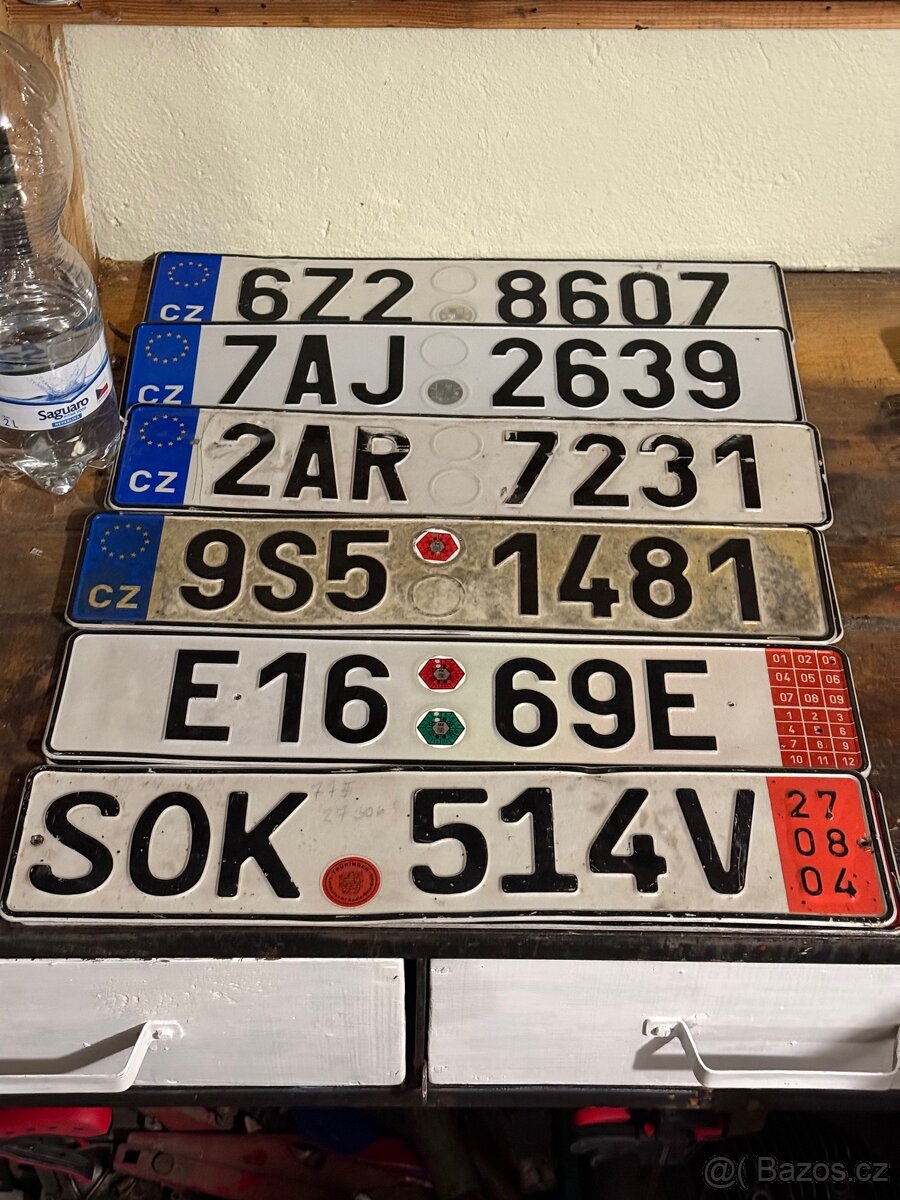 CZ 6Z2 8607
CZ 7AJ 2639
CZ 2AR 7231
Saguaro
2L
CZ 9S5 1481
E16 69E
01 02 03
04 05 06
07 08 09
1 2 3
4 5 6
7 8 9
10 11 12
SOK 514V
27
08
04
THÜRINGEN
@( Bazos.cz